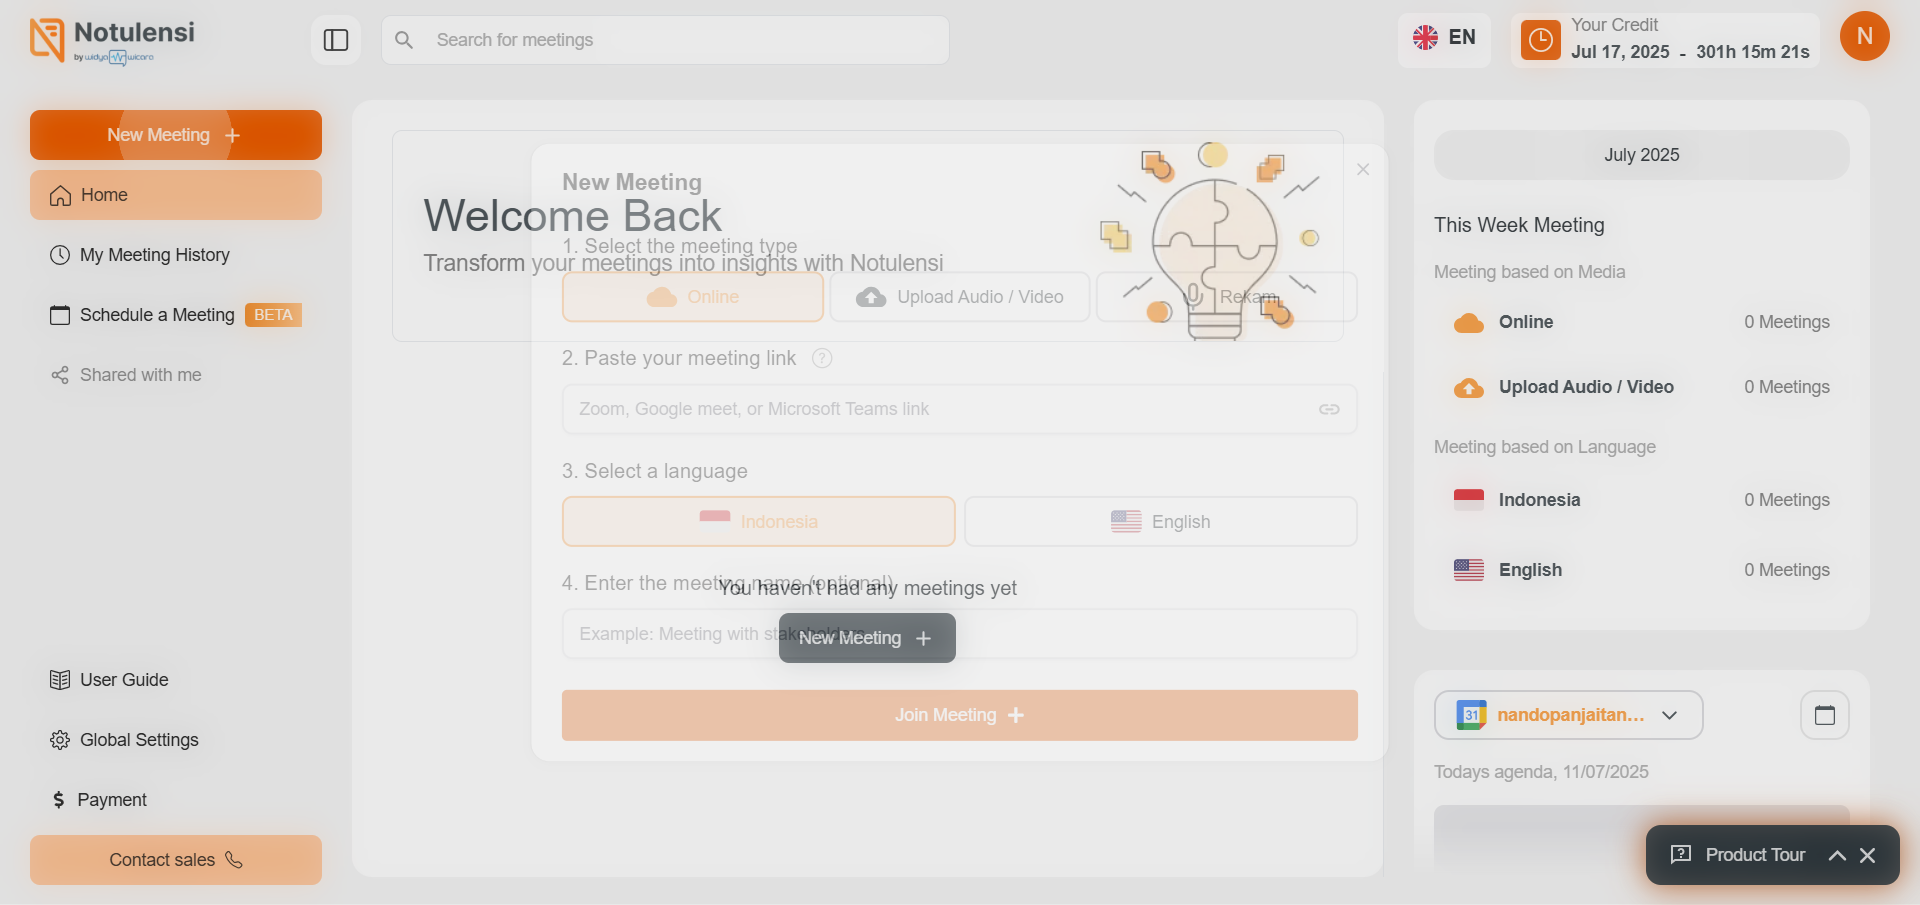 Notulensi
by widya wicara
Search for meetings
EN
Your Credit
Jul 17, 2025 - 301h 15m 21s
N
New Meeting
Home
My Meeting History
Schedule a Meeting BETA
Shared with me
User Guide
Global Settings
Payment
Contact sales
Welcome Back
Transform your meetings into insights with Notulensi
You haven't had any meetings yet
New Meeting
New Meeting
1. Select the meeting type
Online
Upload Audio / Video
Rekam
2. Paste your meeting link ?
Zoom, Google meet, or Microsoft Teams link
3. Select a language
Indonesia
English
4. Enter the meeting name (optional)
Example: Meeting with stakeholders
Join Meeting
July 2025
This Week Meeting
Meeting based on Media
Online 0 Meetings
Upload Audio / Video 0 Meetings
Meeting based on Language
Indonesia 0 Meetings
English 0 Meetings
31 nandopanjaitan...
Todays agenda, 11/07/2025
Product Tour